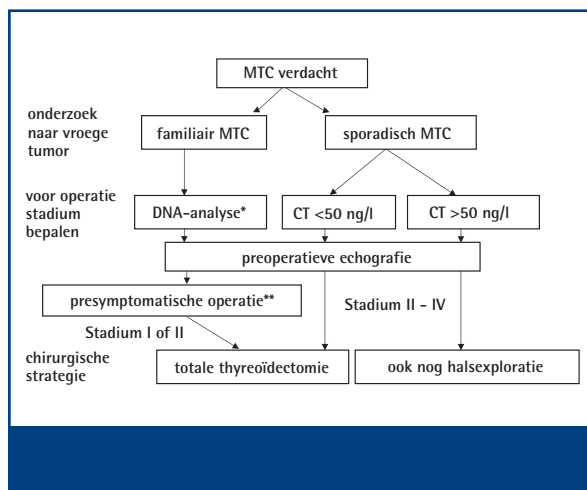 MTC verdacht
onderzoek
naar vroege
tumor
familiair MTC
sporadisch MTC
voor operatie
stadium
bepalen
DNA-analyse*
CT <50 ng/l
CT >50 ng/l
preoperatieve echografie
presymptomatische operatie**
Stadium II - IV
Stadium I of II
chirurgische
strategie
totale thyreoïdectomie
ook nog halsexploratie